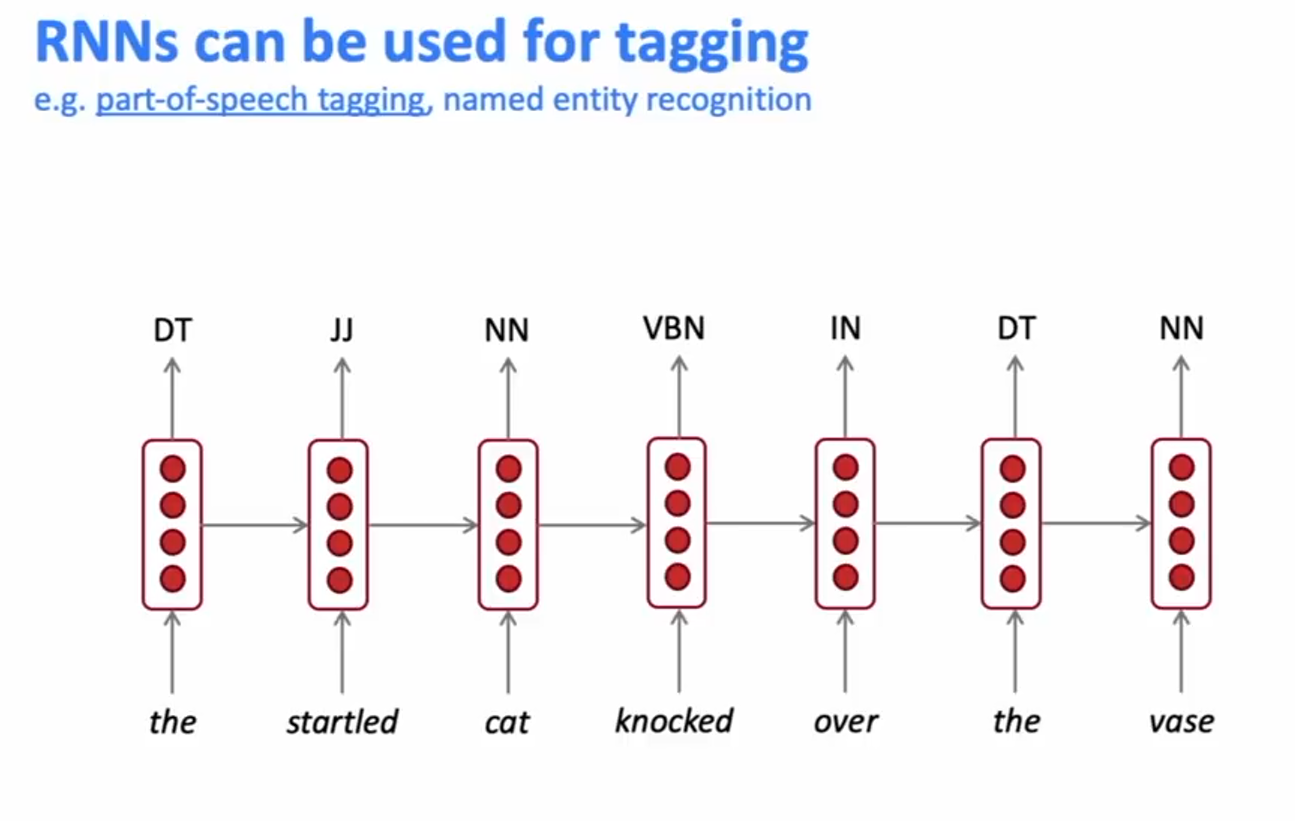 RNNs can be used for tagging
e.g. part-of-speech tagging, named entity recognition
DT JJ NN VBN IN DT NN
the startled cat knocked over the vase